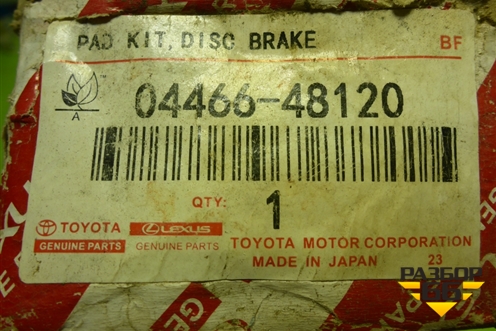 PAD KIT, DISC BRAKE BF
04466-48120
A
QTY: 1
TOYOTA LEXUS
GENUINE PARTS GENUINE PARTS
TOYOTA MOTOR CORPORATION
MADE IN JAPAN 23
РАЗБОР